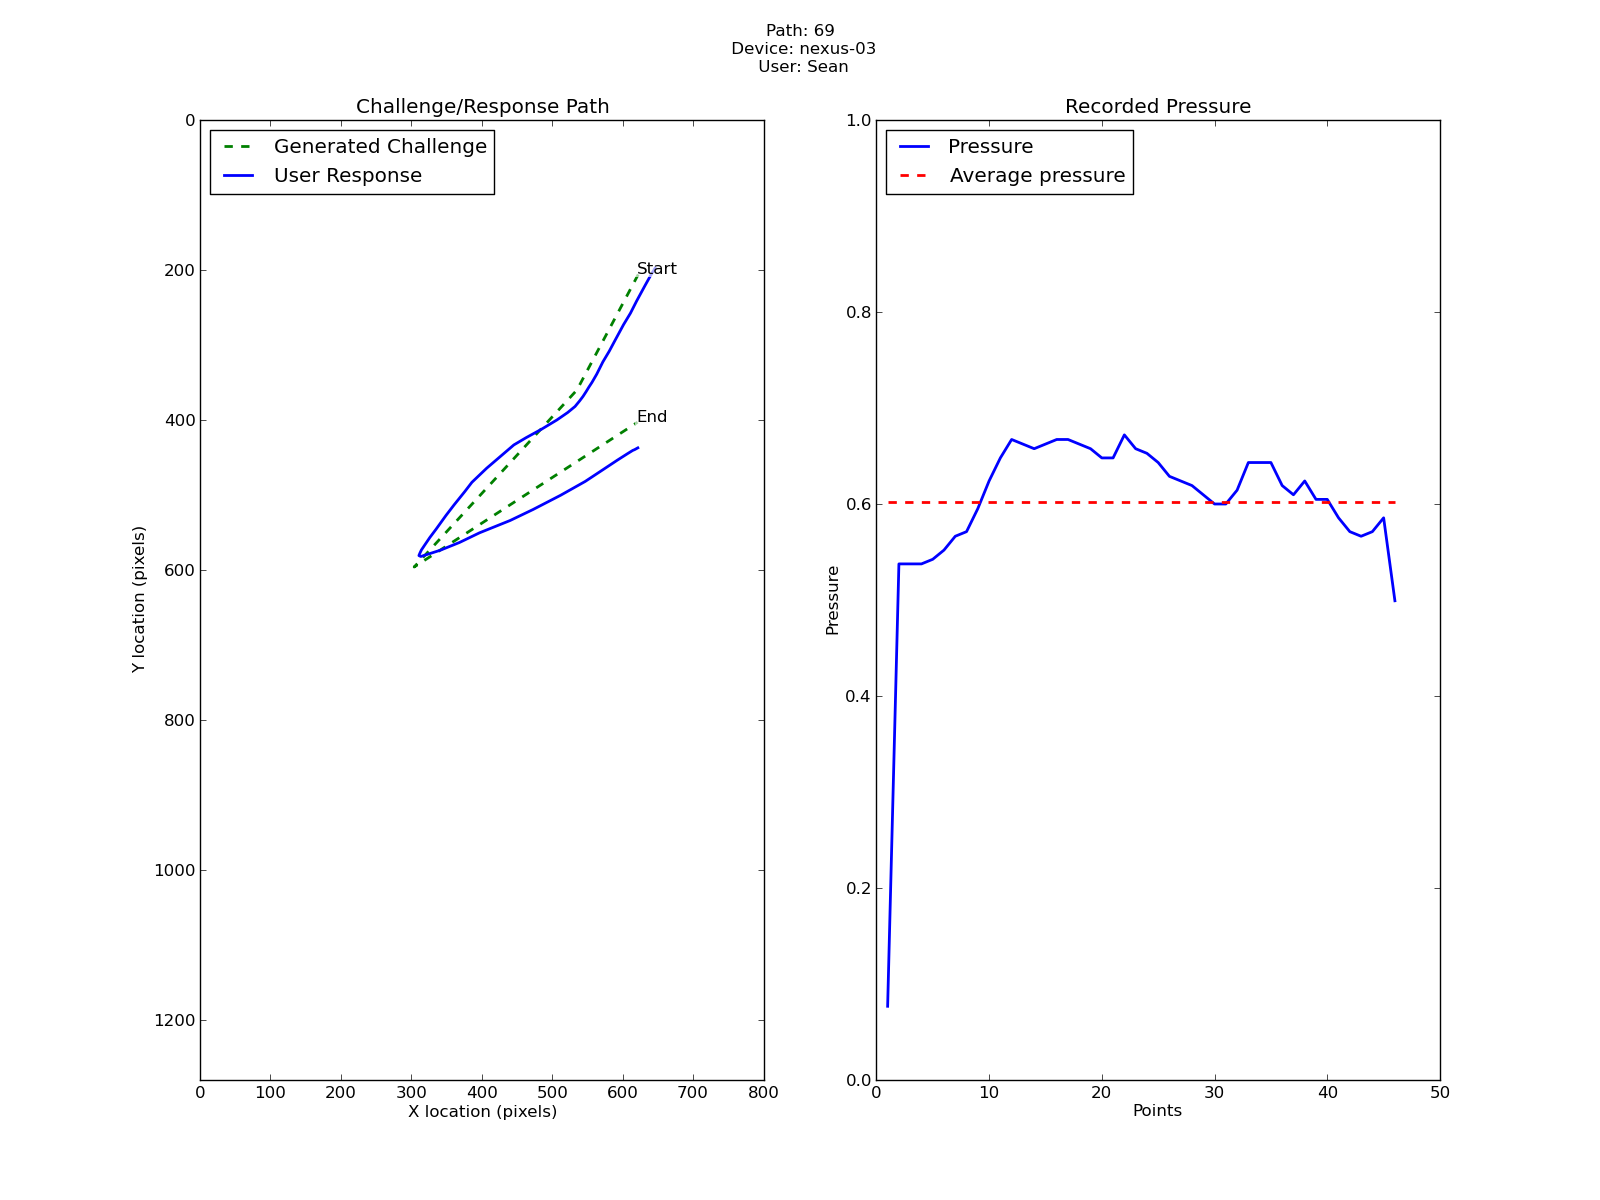 Path: 69
Device: nexus-03
User: Sean
Challenge/Response Path
Generated Challenge
User Response
Start
End
0
200
400
600
800
1000
1200
Y location (pixels)
0 100 200 300 400 500 600 700 800
X location (pixels)
Recorded Pressure
Pressure
Average pressure
1.0
0.8
0.6
0.4
0.2
0.0
Pressure
0 10 20 30 40 50
Points